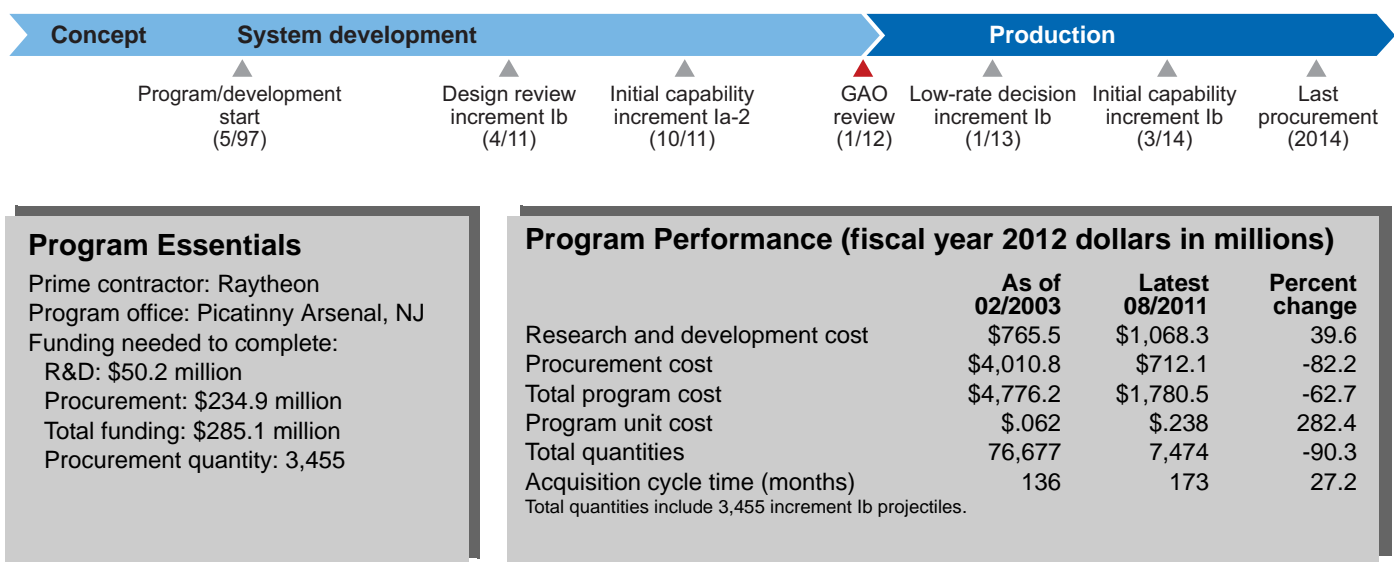 Concept System development Production
Program/development start (5/97)
Design review increment Ib (4/11)
Initial capability increment Ia-2 (10/11)
GAO review (1/12)
Low-rate decision increment Ib (1/13)
Initial capability increment Ib (3/14)
Last procurement (2014)
Program Essentials
Prime contractor: Raytheon
Program office: Picatinny Arsenal, NJ
Funding needed to complete:
R&D: $50.2 million
Procurement: $234.9 million
Total funding: $285.1 million
Procurement quantity: 3,455
Program Performance (fiscal year 2012 dollars in millions)
As of Latest Percent
02/2003 08/2011 change
Research and development cost $765.5 $1,068.3 39.6
Procurement cost $4,010.8 $712.1 -82.2
Total program cost $4,776.2 $1,780.5 -62.7
Program unit cost $.062 $.238 282.4
Total quantities 76,677 7,474 -90.3
Acquisition cycle time (months) 136 173 27.2
Total quantities include 3,455 increment Ib projectiles.